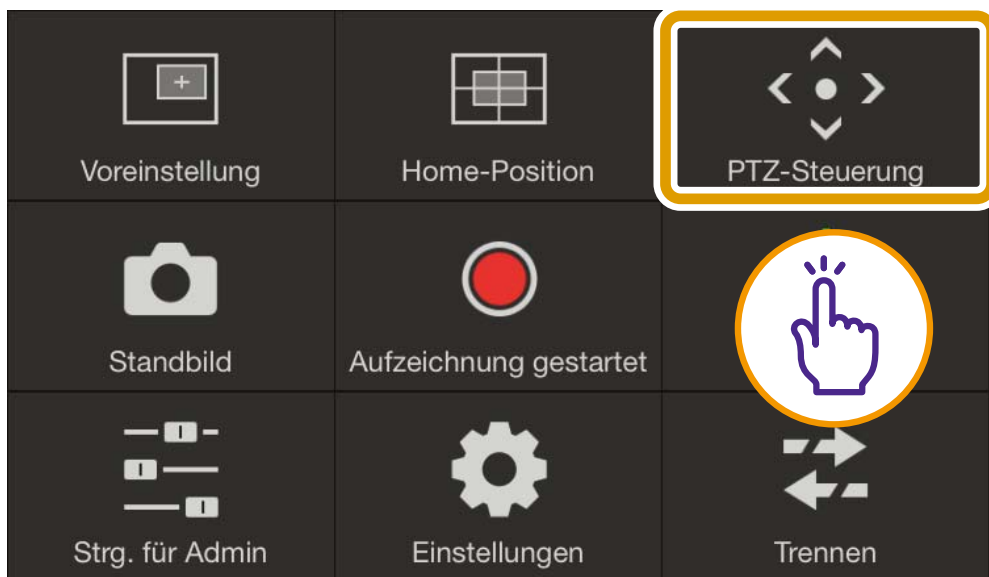 Voreinstellung
Home-Position
PTZ-Steuerung
Standbild
Aufzeichnung gestartet
Strg. für Admin
Einstellungen
Trennen